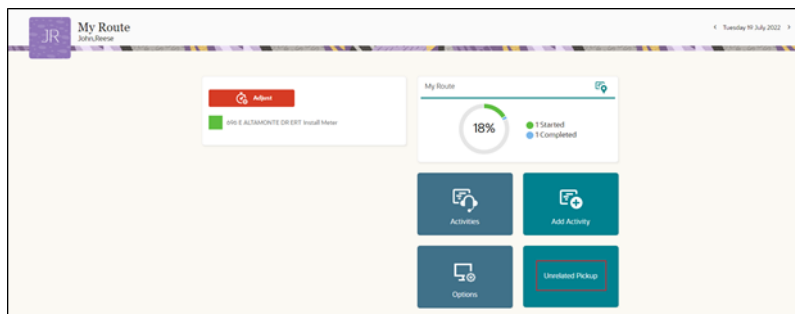 JR
My Route
John,Reese
Tuesday 19 July 2022
Adjust
696 E ALTAMONTE DR ERT Install Meter
My Route
18%
1 Started
1 Completed
Activities
Add Activity
Options
Unrelated Pickup